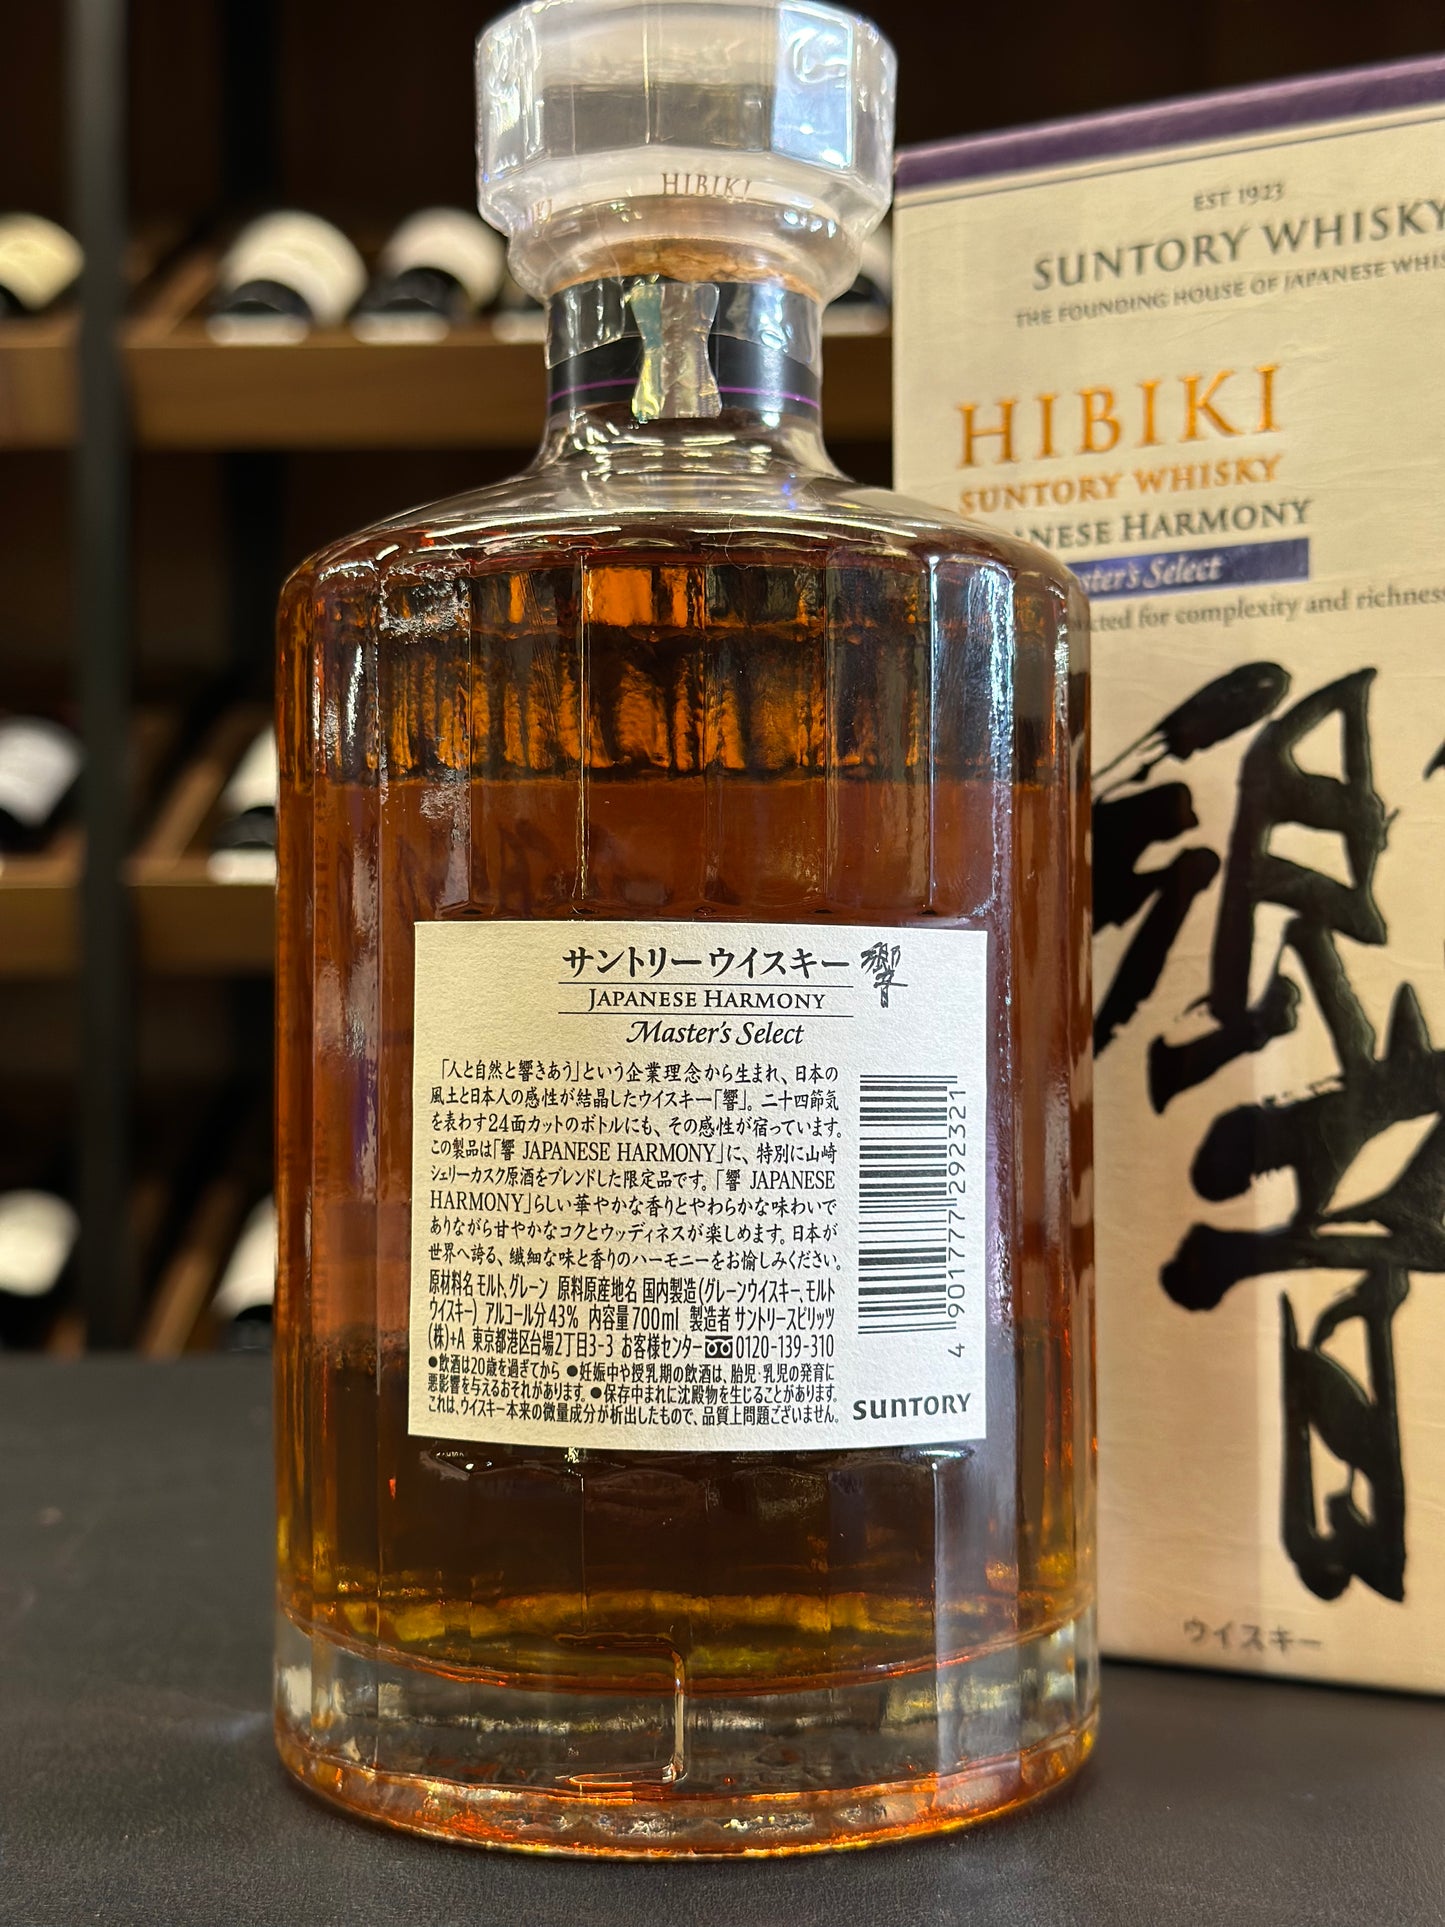 HIBIKI
EST 1923
SUNTORY WHISKY
THE FOUNDING HOUSE OF JAPANESE
HIBIKI
SUNTORY WHISKY
HARMONY
Select
for complexity and
響
ウイスキー
サントリーウイスキー 響
JAPANESE HARMONY
Master's Select
「人と自然と響きあう」という企業理念から生まれ、日本の
風土と日本人の感性が結晶したウイスキー「響」。二十四節気
を表わす24面カットのボトルにも、その感性が宿っています。
この製品は「響 JAPANESE HARMONY」に、特別に山崎
シェリーカスク原酒をブレンドした限定品です。「響 JAPANESE
HARMONY」らしい華やかな香りとやわらかな味わいで
ありながら甘やかなコクとウッディネスが楽しめます。日本が
世界へ誇る、繊細な味と香りのハーモニーをお愉しみください。
原材料名 モルト、グレーン 原料原産地名 国内製造(グレーンウイスキー、モルト
ウイスキー) アルコール分43% 内容量700ml 製造者 サントリースピリッツ
(株)+A 東京都港区台場2丁目3-3 お客様センター 0120-139-310
●飲酒は20歳を過ぎてから ●妊娠中や授乳期の飲酒は、胎児・乳児の発育に
悪影響を与えるおそれがあります。●保存中まれに沈殿物を生じることがあります。
これは、ウイスキー本来の微量成分が析出したもので、品質上問題ございません。
4 901777 292321
SUNTORY